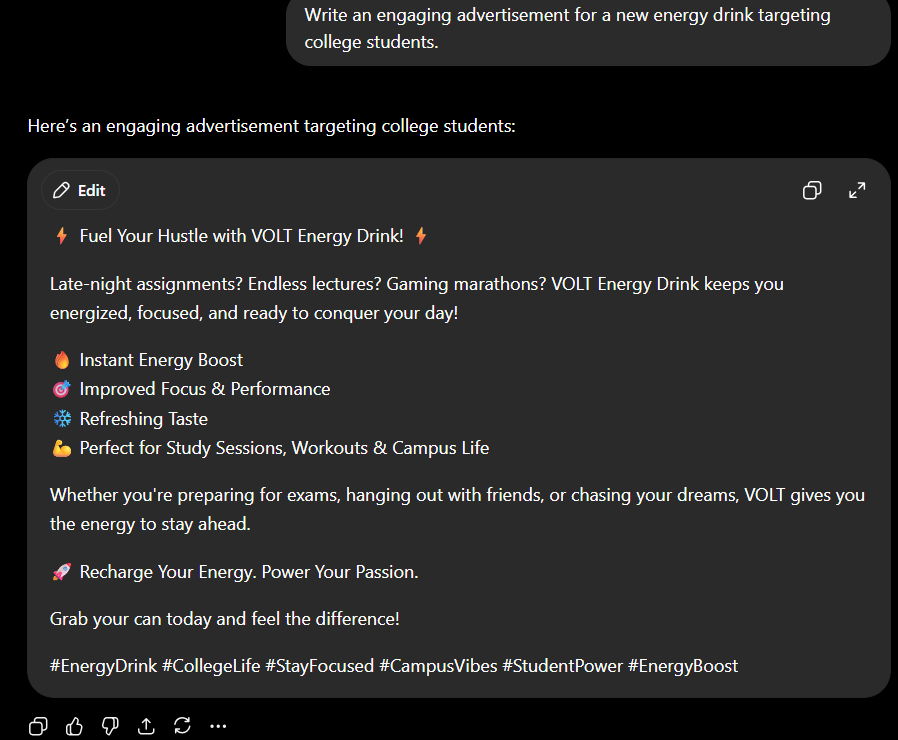 Write an engaging advertisement for a new energy drink targeting
college students.
Here's an engaging advertisement targeting college students:
Edit
⚡ Fuel Your Hustle with VOLT Energy Drink! ⚡
Late-night assignments? Endless lectures? Gaming marathons? VOLT Energy Drink keeps you
energized, focused, and ready to conquer your day!
🔥 Instant Energy Boost
🎯 Improved Focus & Performance
❄️ Refreshing Taste
💪 Perfect for Study Sessions, Workouts & Campus Life
Whether you're preparing for exams, hanging out with friends, or chasing your dreams, VOLT gives you
the energy to stay ahead.
🚀 Recharge Your Energy. Power Your Passion.
Grab your can today and feel the difference!
#EnergyDrink #CollegeLife #StayFocused #CampusVibes #StudentPower #EnergyBoost